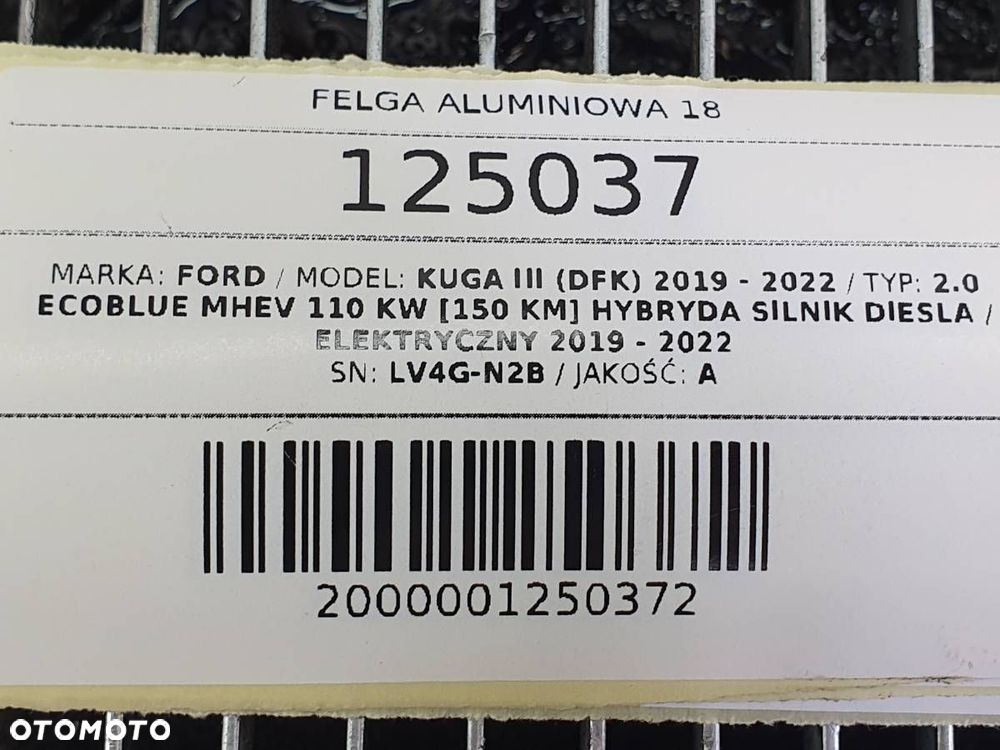 FELGA ALUMINIOWA 18
125037
MARKA: FORD / MODEL: KUGA III (DFK) 2019 - 2022 / TYP: 2.0
ECOBLUE MHEV 110 KW [150 KM] HYBRYDA SILNIK DIESLA /
ELEKTRYCZNY 2019 - 2022
SN: LV4G-N2B / JAKOŚĆ: A
2000001250372
OTOMOTO